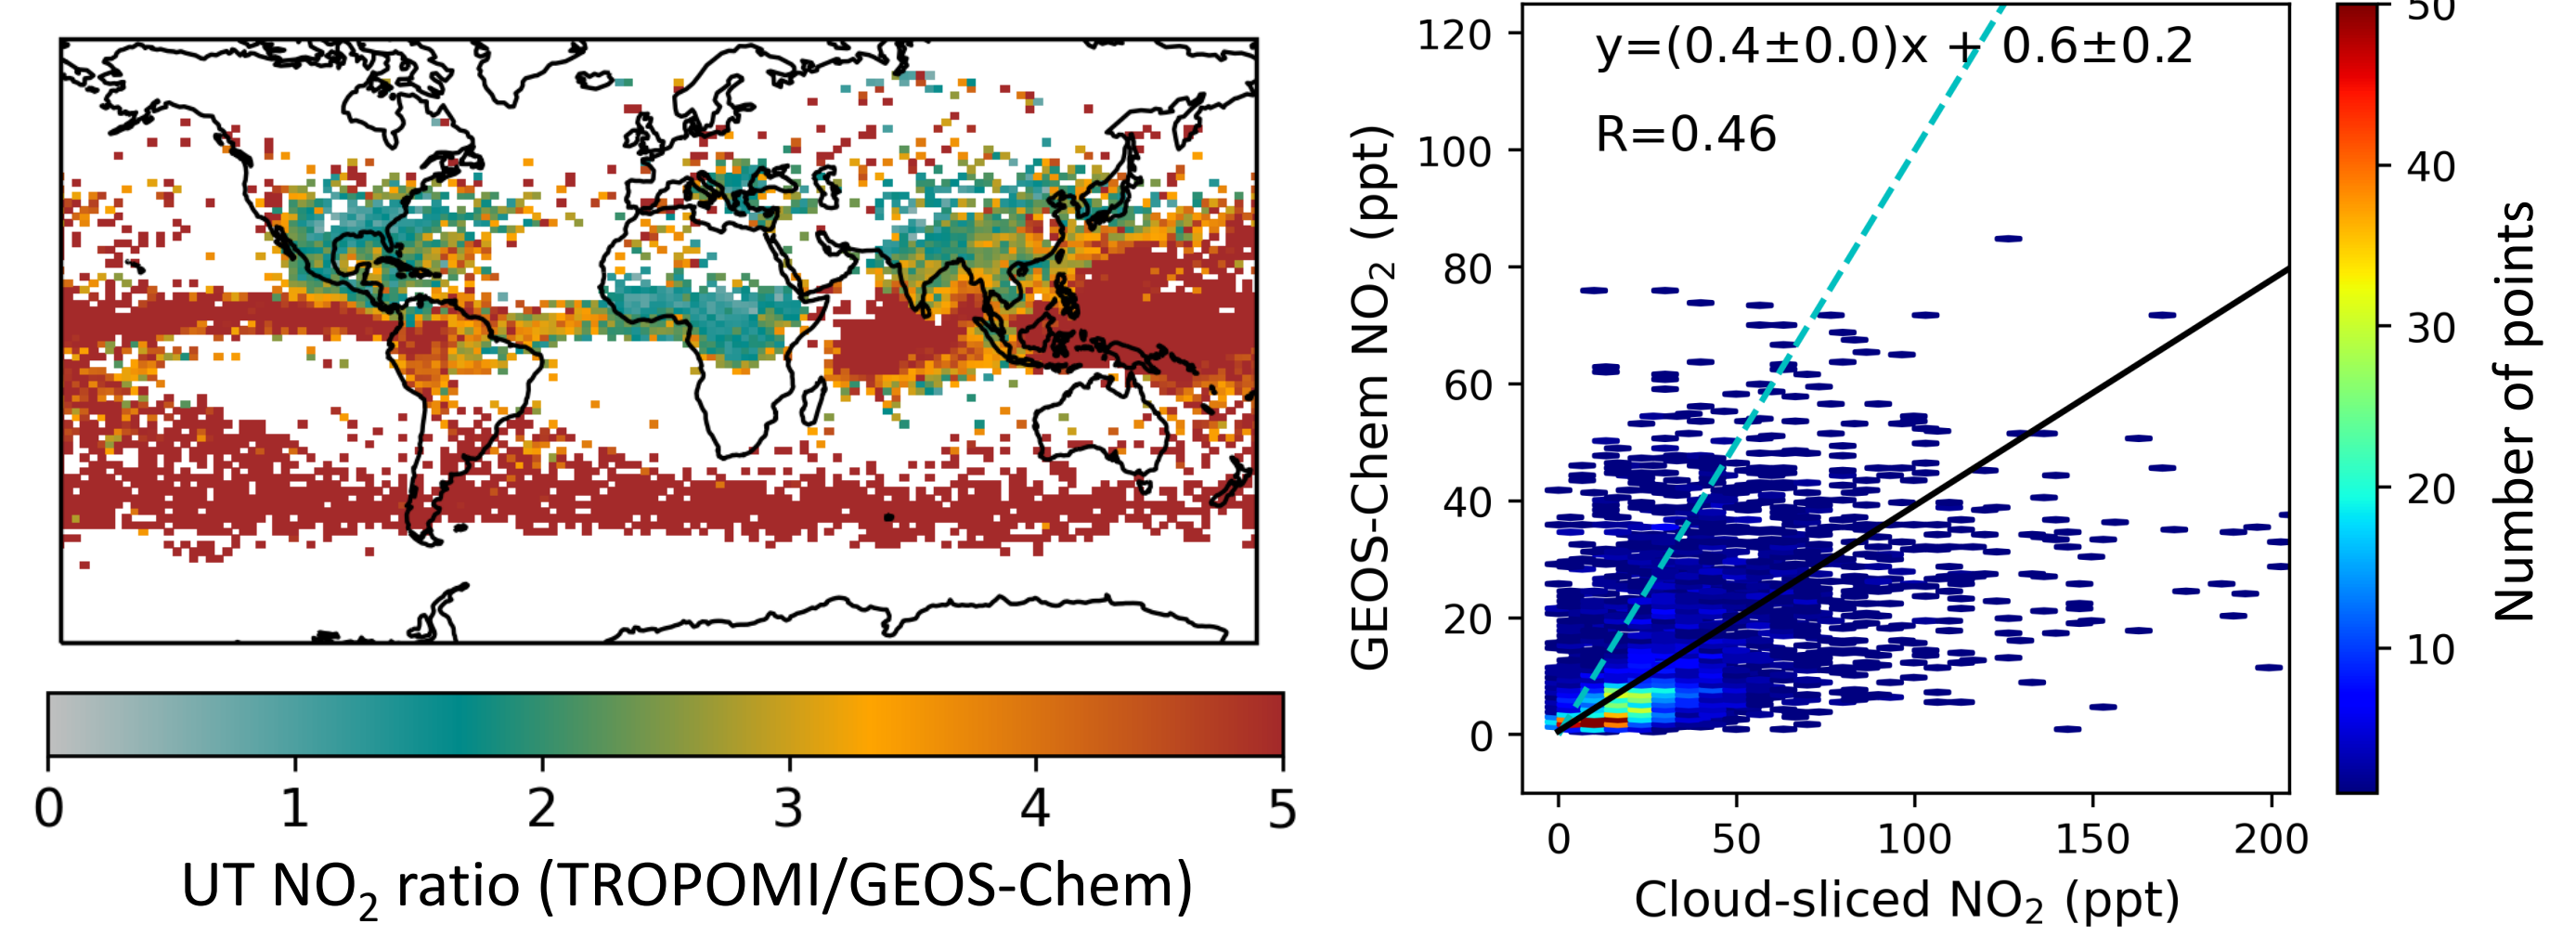 0 1 2 3 4 5
UT NO₂ ratio (TROPOMI/GEOS-Chem)
y=(0.4±0.0)x + 0.6±0.2
R=0.46
GEOS-Chem NO₂ (ppt)
120
100
80
60
40
20
0
0 50 100 150 200
Cloud-sliced NO₂ (ppt)
50
40
30
20
10
Number of points